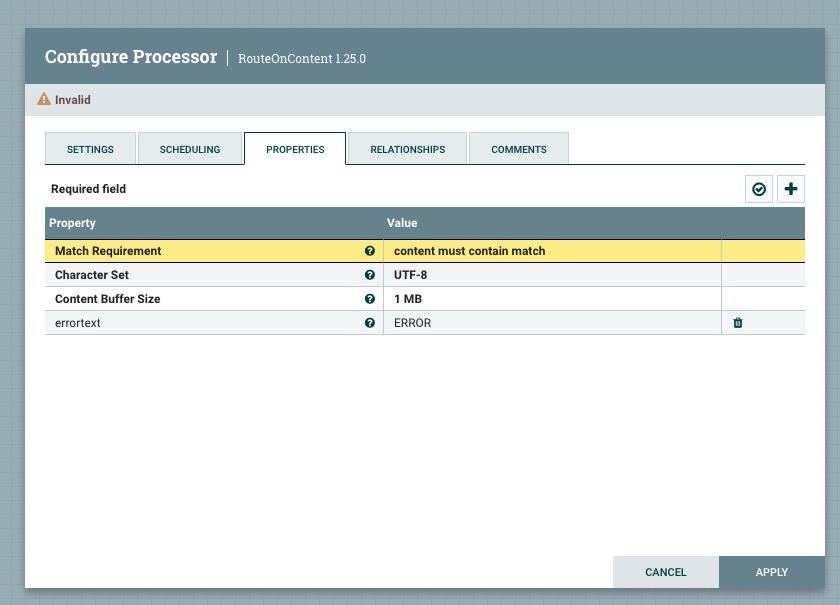 Configure Processor | RouteOnContent 1.25.0
Invalid
SETTINGS SCHEDULING PROPERTIES RELATIONSHIPS COMMENTS
Required field
Property Value
Match Requirement content must contain match
Character Set UTF-8
Content Buffer Size 1 MB
errortext ERROR
CANCEL APPLY